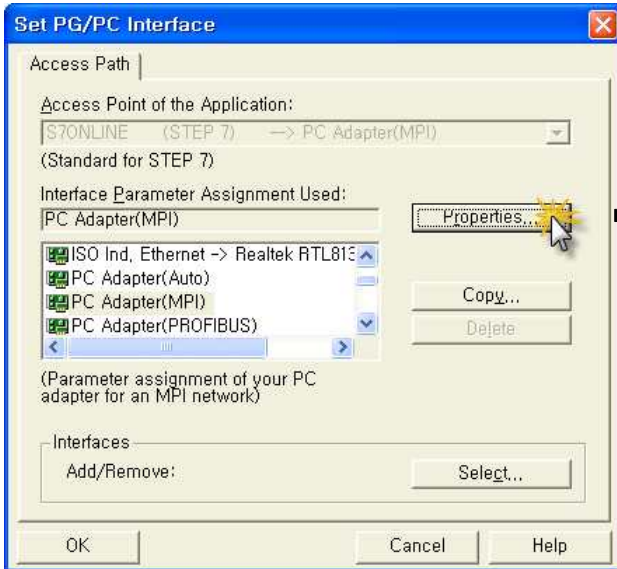 Set PG/PC Interface
Access Path
Access Point of the Application:
S7ONLINE (STEP 7) --> PC Adapter(MPI)
(Standard for STEP 7)
Interface Parameter Assignment Used:
PC Adapter(MPI)
Properties...
ISO Ind, Ethernet -> Realtek RTL813
PC Adapter(Auto)
PC Adapter(MPI)
PC Adapter(PROFIBUS)
Copy...
Delete
(Parameter assignment of your PC
adapter for an MPI network)
Interfaces
Add/Remove:
Select...
OK
Cancel
Help